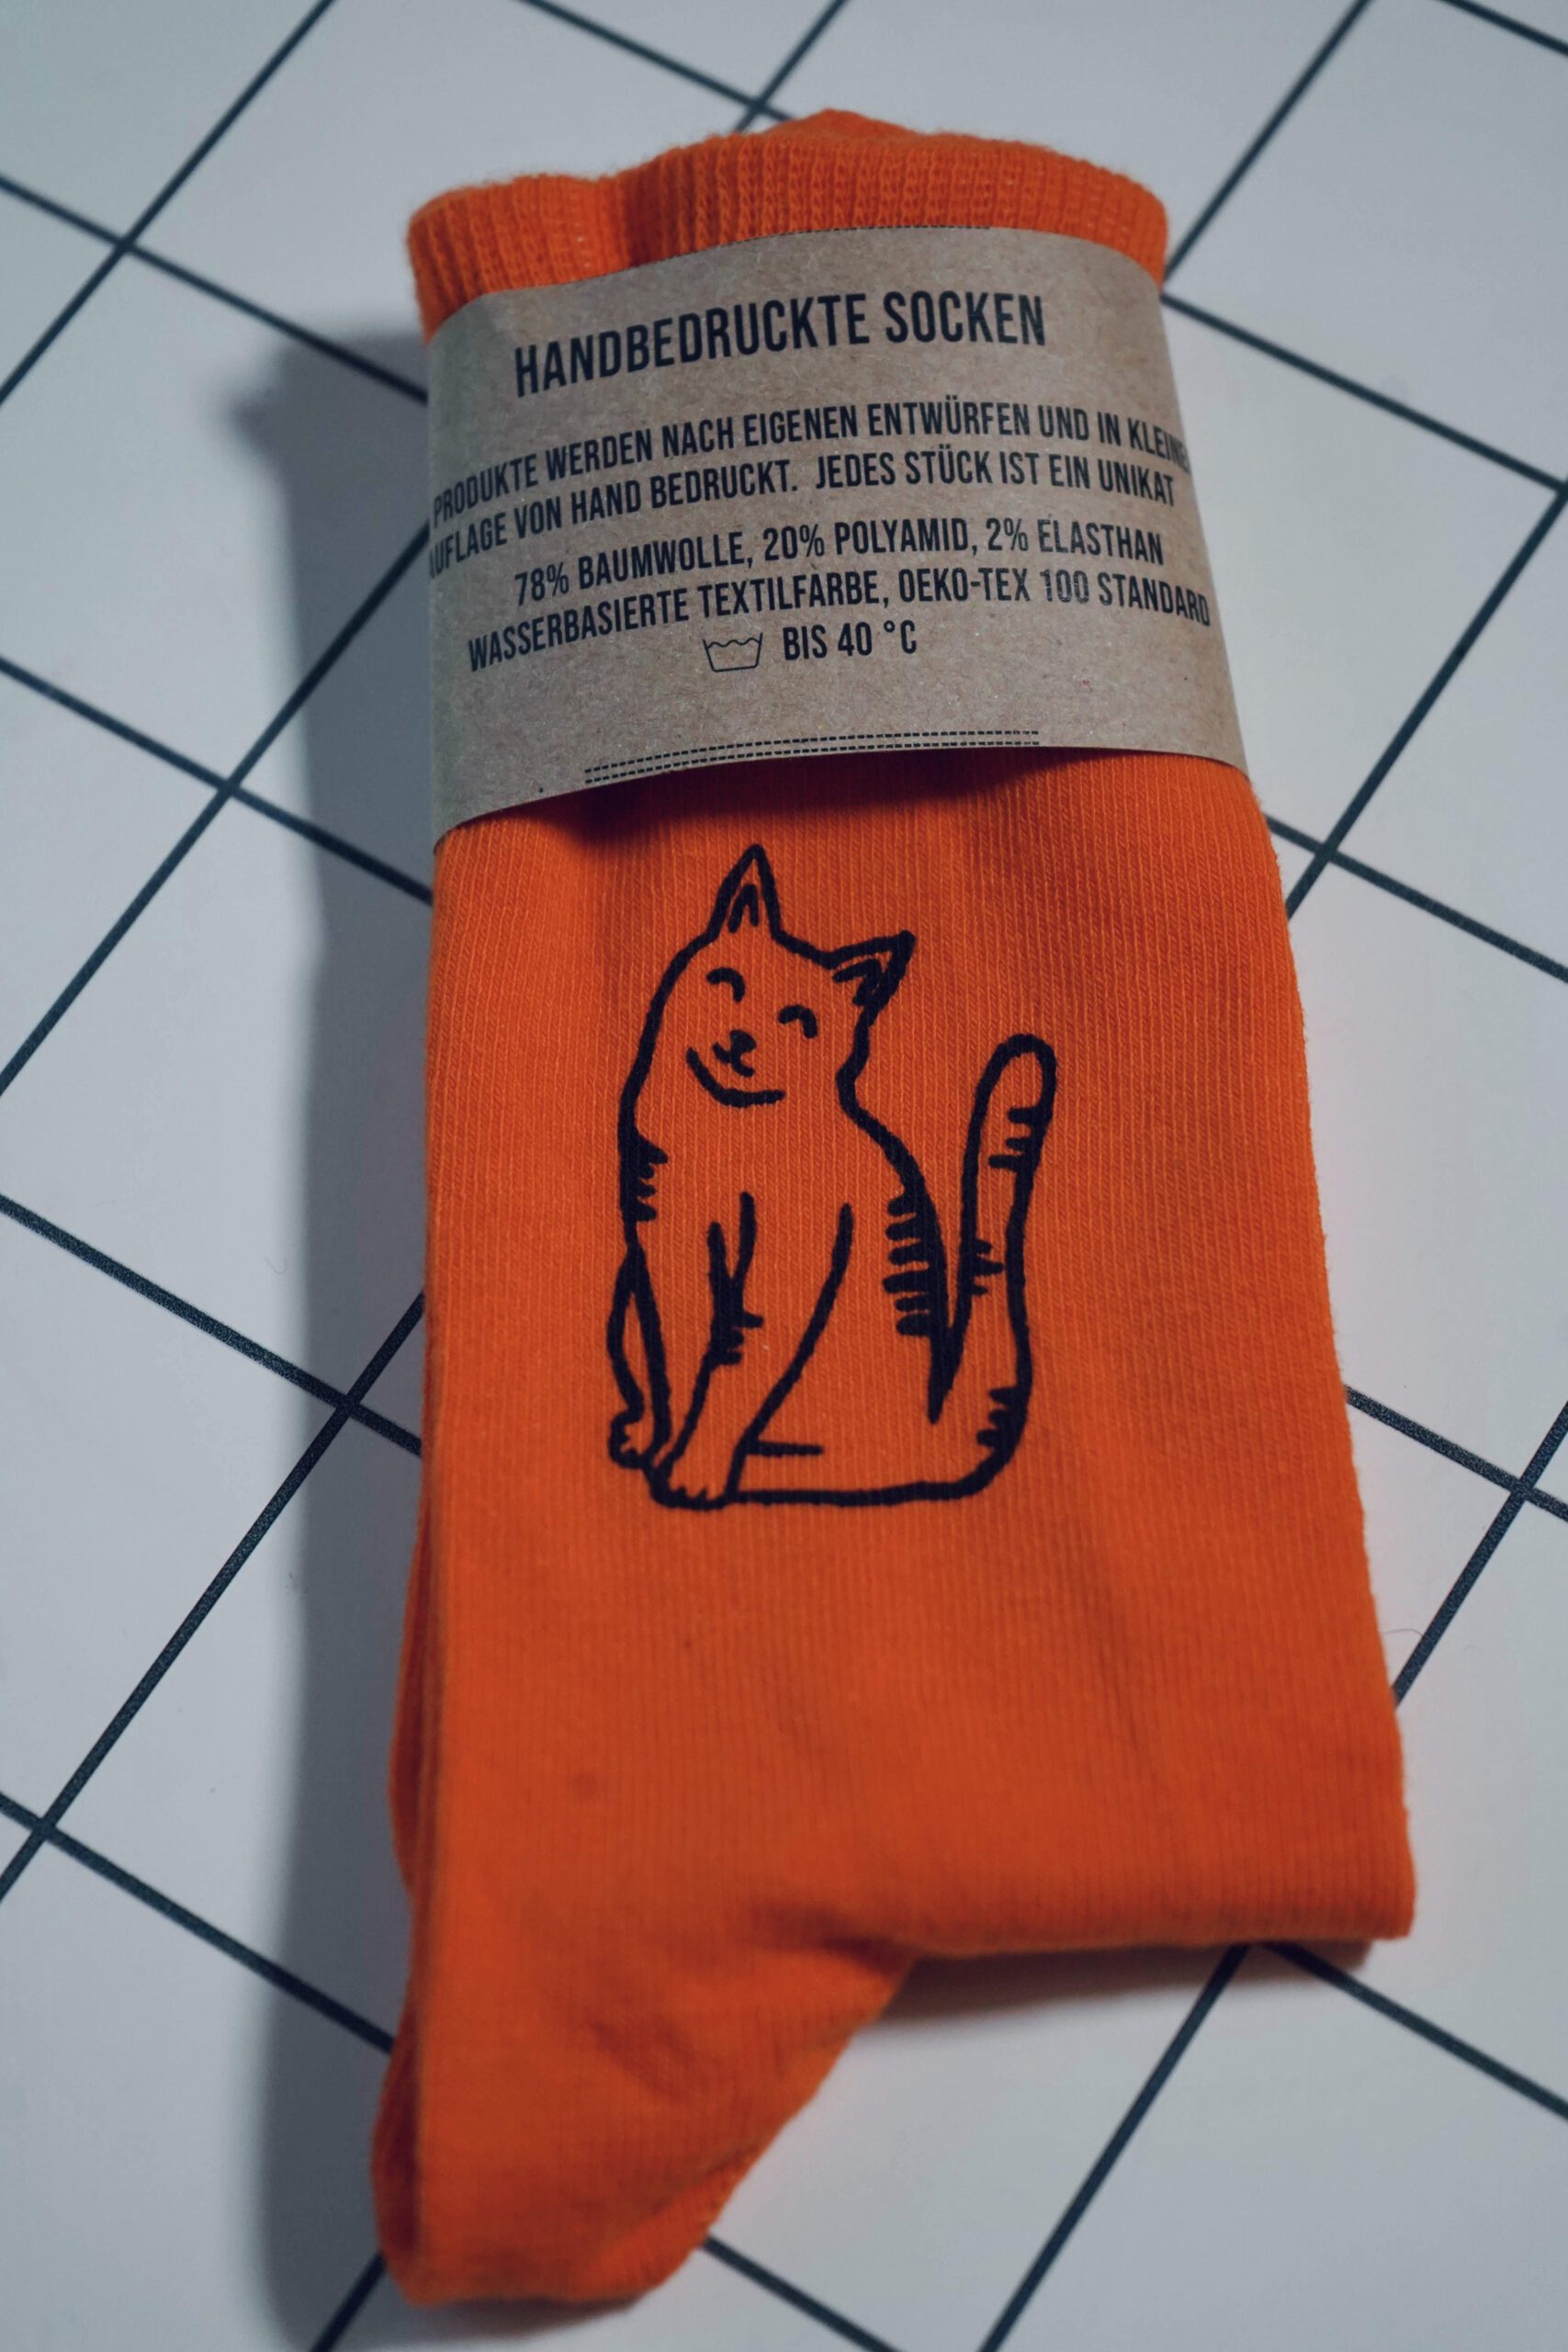 HANDBEDRUCKTE SOCKEN
PRODUKTE WERDEN NACH EIGENEN ENTWÜRFEN UND IN
VON HAND BEDRUCKT. JEDES STÜCK IST EIN UNIKAT
78% BAUMWOLLE, 20% POLYAMID, 2% ELASTHAN
WASSERBASIERTE TEXTILFARBE, OEKO-TEX 100 STANDARD
BIS 40 °C